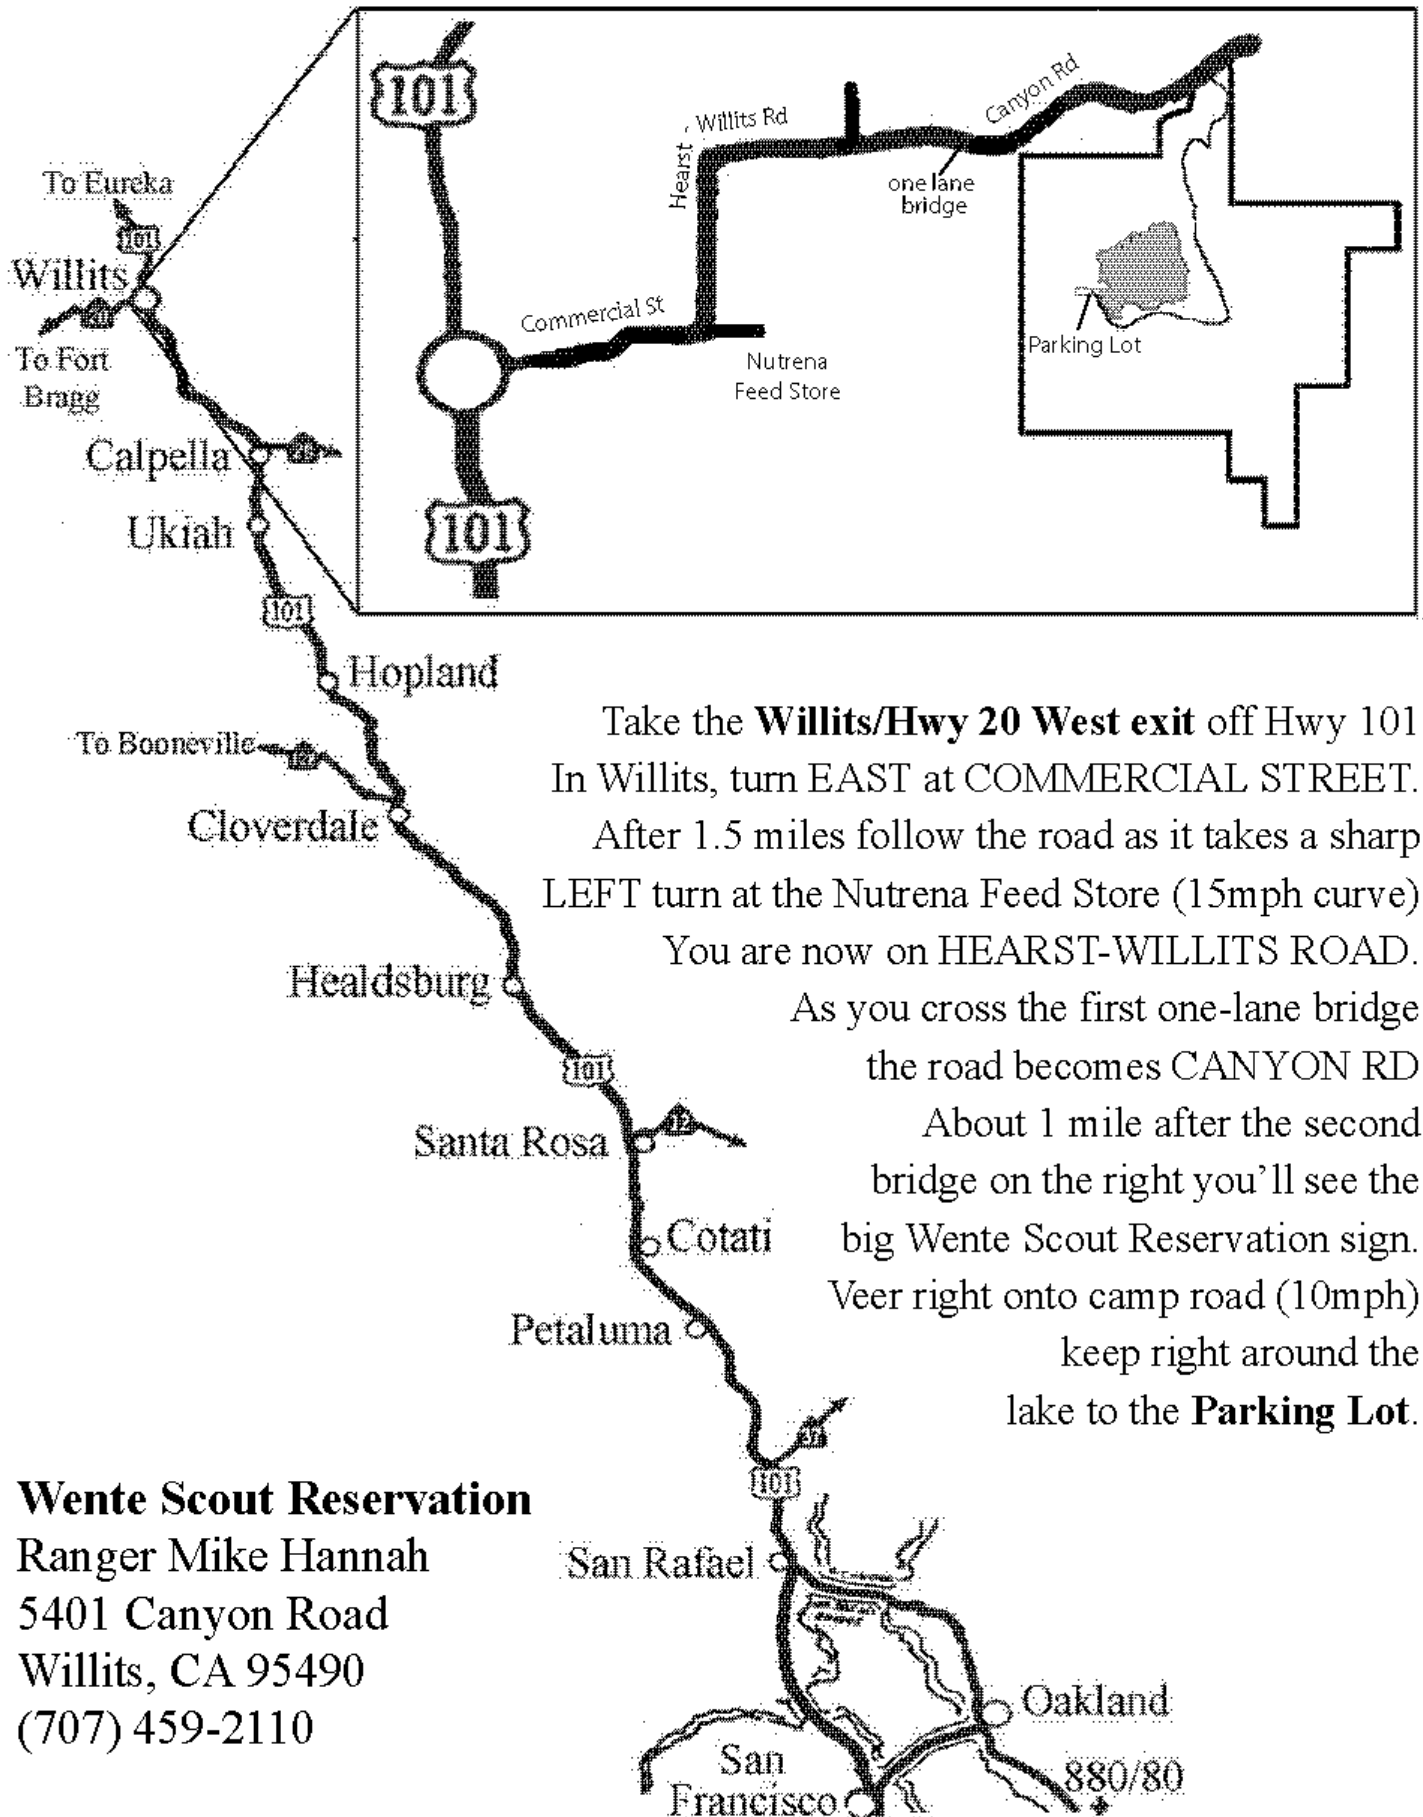 101
Hearst - Willits Rd
Canyon Rd
one lane
bridge
Commercial St
Nutrena
Feed Store
Parking Lot
101
To Eureka
101
Willits
20
To Fort
Bragg
Calpella
Ukiah
101
Hopland
To Booneville
Cloverdale
Healdsburg
101
Santa Rosa
12
Cotati
Petaluma
37
101
San Rafael
Oakland
San
Francisco
880/80
Take the Willits/Hwy 20 West exit off Hwy 101
In Willits, turn EAST at COMMERCIAL STREET.
After 1.5 miles follow the road as it takes a sharp
LEFT turn at the Nutrena Feed Store (15mph curve)
You are now on HEARST-WILLITS ROAD.
As you cross the first one-lane bridge
the road becomes CANYON RD
About 1 mile after the second
bridge on the right you'll see the
big Wente Scout Reservation sign.
Veer right onto camp road (10mph)
keep right around the
lake to the Parking Lot.
Wente Scout Reservation
Ranger Mike Hannah
5401 Canyon Road
Willits, CA 95490
(707) 459-2110